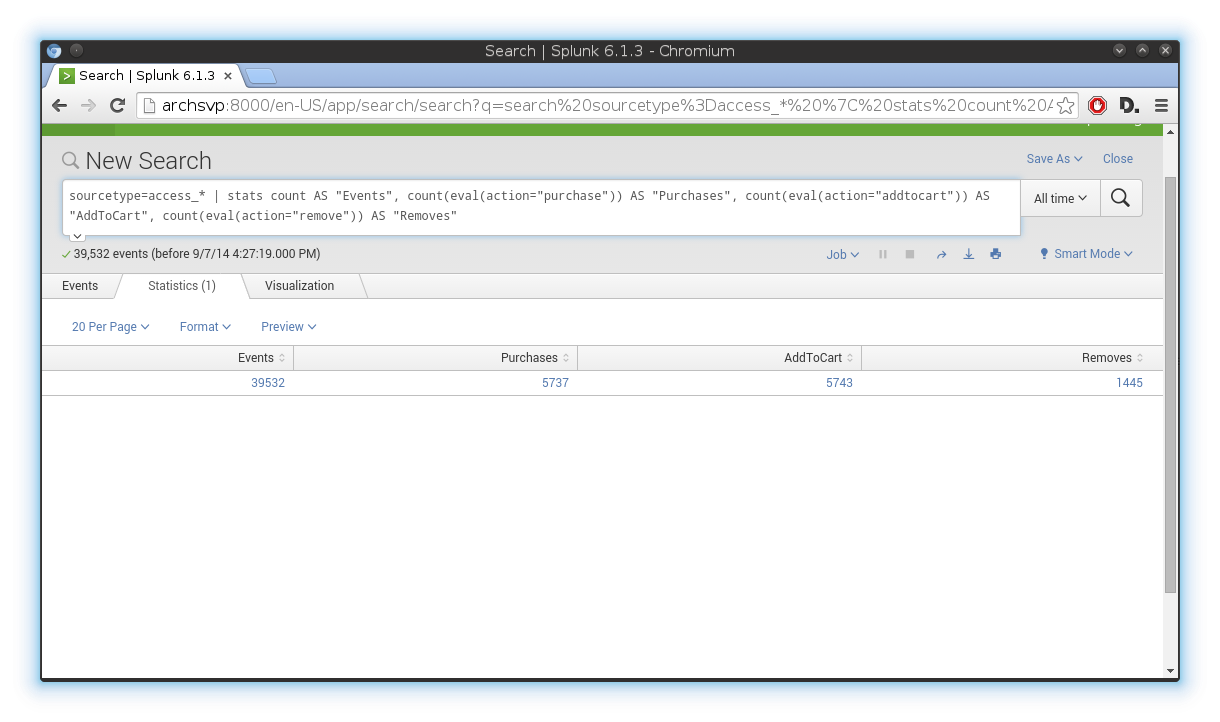 Search | Splunk 6.1.3 - Chromium
Search | Splunk 6.1.3 ×
archsvp:8000/en-US/app/search/search?q=search%20sourcetype%3Daccess_*%20%7C%20stats%20count%20A
D.
New Search
Save As Close
sourcetype=access_* | stats count AS "Events", count(eval(action="purchase")) AS "Purchases", count(eval(action="addtocart")) AS
"AddToCart", count(eval(action="remove")) AS "Removes"
All time
39,532 events (before 9/7/14 4:27:19.000 PM)
Job Smart Mode
Events Statistics (1) Visualization
20 Per Page Format Preview
Events Purchases AddToCart Removes
39532 5737 5743 1445